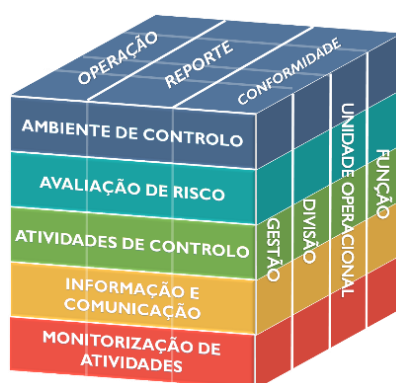 OPERAÇÃO
REPORTE
CONFORMIDADE
AMBIENTE DE CONTROLO
AVALIAÇÃO DE RISCO
ATIVIDADES DE CONTROLO
INFORMAÇÃO E
COMUNICAÇÃO
MONITORIZAÇÃO DE
ATIVIDADES
GESTÃO
DIVISÃO
UNIDADE OPERACIONAL
FUNÇÃO